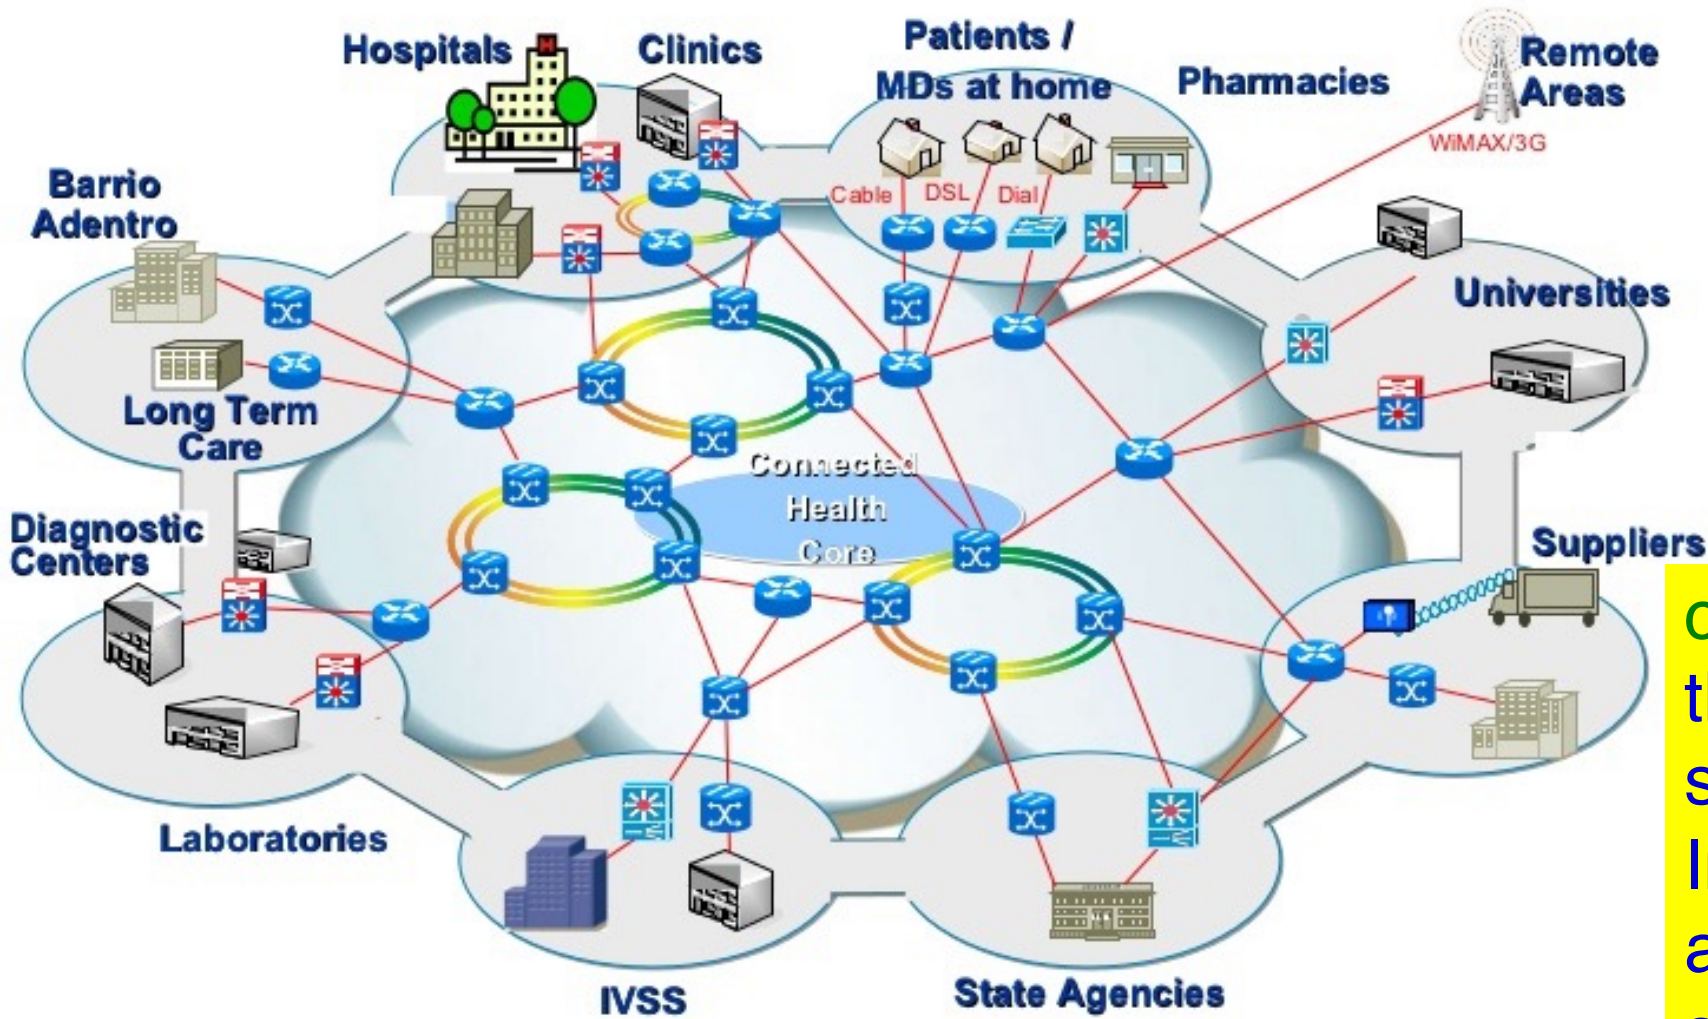 Hospitals
Clinics
Patients /
MDs at home
Pharmacies
Remote
Areas
WiMAX/3G
Barrio
Adentro
Cable
DSL
Dial
Universities
Long Term
Care
Connected
Health
Core
Diagnostic
Centers
Suppliers
Laboratories
IVSS
State Agencies